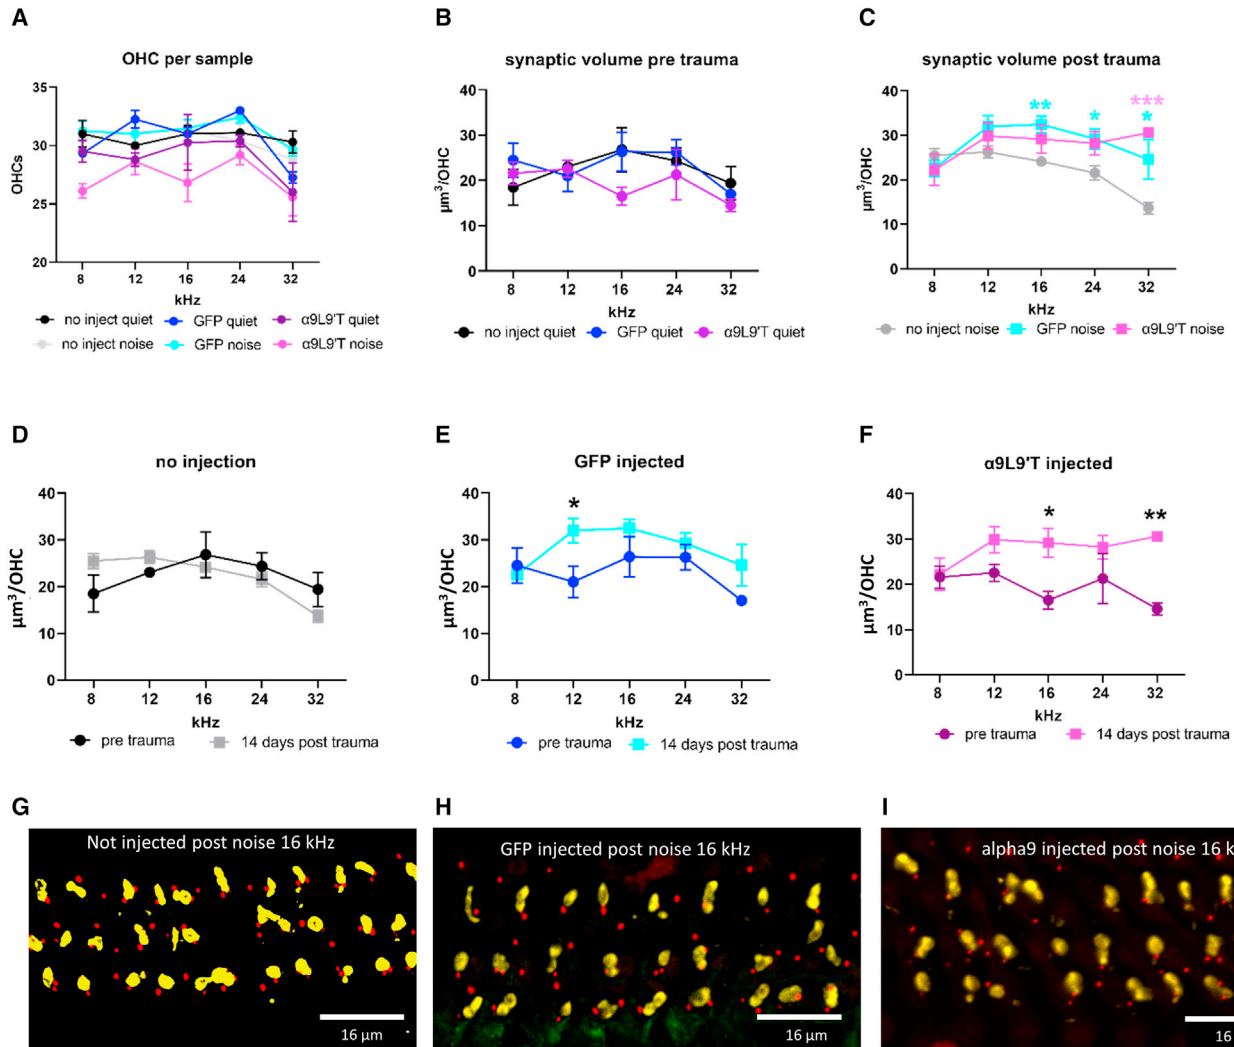 A
OHC per sample
35
30
25
20
OHCs
8 12 16 24 32
kHz
no inject quiet GFP quiet α9L9'T quiet
no inject noise GFP noise α9L9'T noise
B
synaptic volume pre trauma
40
30
20
10
0
µm³/OHC
8 12 16 24 32
kHz
no inject quiet GFP quiet α9L9'T quiet
C
synaptic volume post trauma
40
30
20
10
0
µm³/OHC
** * *** *
8 12 16 24 32
kHz
no inject noise GFP noise α9L9'T noise
D
no injection
40
30
20
10
0
µm³/OHC
8 12 16 24 32
kHz
pre trauma 14 days post trauma
E
GFP injected
40
30
20
10
0
µm³/OHC
*
8 12 16 24 32
kHz
pre trauma 14 days post trauma
F
α9L9'T injected
40
30
20
10
0
µm³/OHC
* **
8 12 16 24 32
kHz
pre trauma 14 days post trauma
G
Not injected post noise 16 kHz
16 µm
H
GFP injected post noise 16 kHz
16 µm
I
alpha9 injected post noise 16 k
16